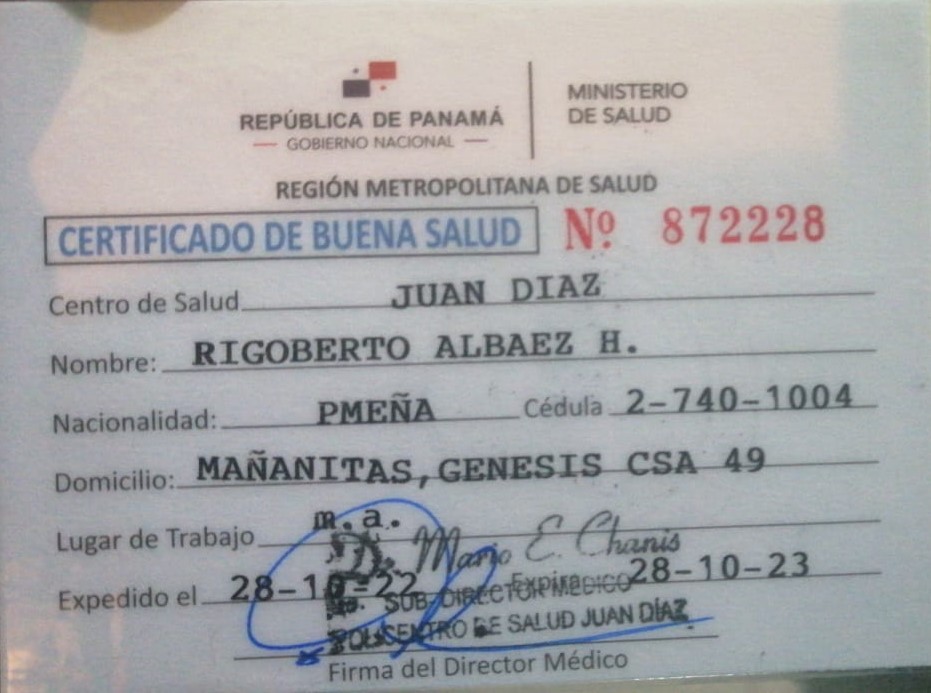 REPÚBLICA DE PANAMÁ
— GOBIERNO NACIONAL —
MINISTERIO
DE SALUD
REGIÓN METROPOLITANA DE SALUD
CERTIFICADO DE BUENA SALUD Nº 872228
Centro de Salud JUAN DIAZ
Nombre: RIGOBERTO ALBAEZ H.
Nacionalidad: PMEÑA Cédula 2-740-1004
Domicilio: MAÑANITAS, GENESIS CSA 49
Lugar de Trabajo m.a.
Dr. Mario E. Chanis
Expedido el 28-10-22 Expira 28-10-23
SUB-DIRECTOR MEDICO
POLICENTRO DE SALUD JUAN DÍAZ
Firma del Director Médico